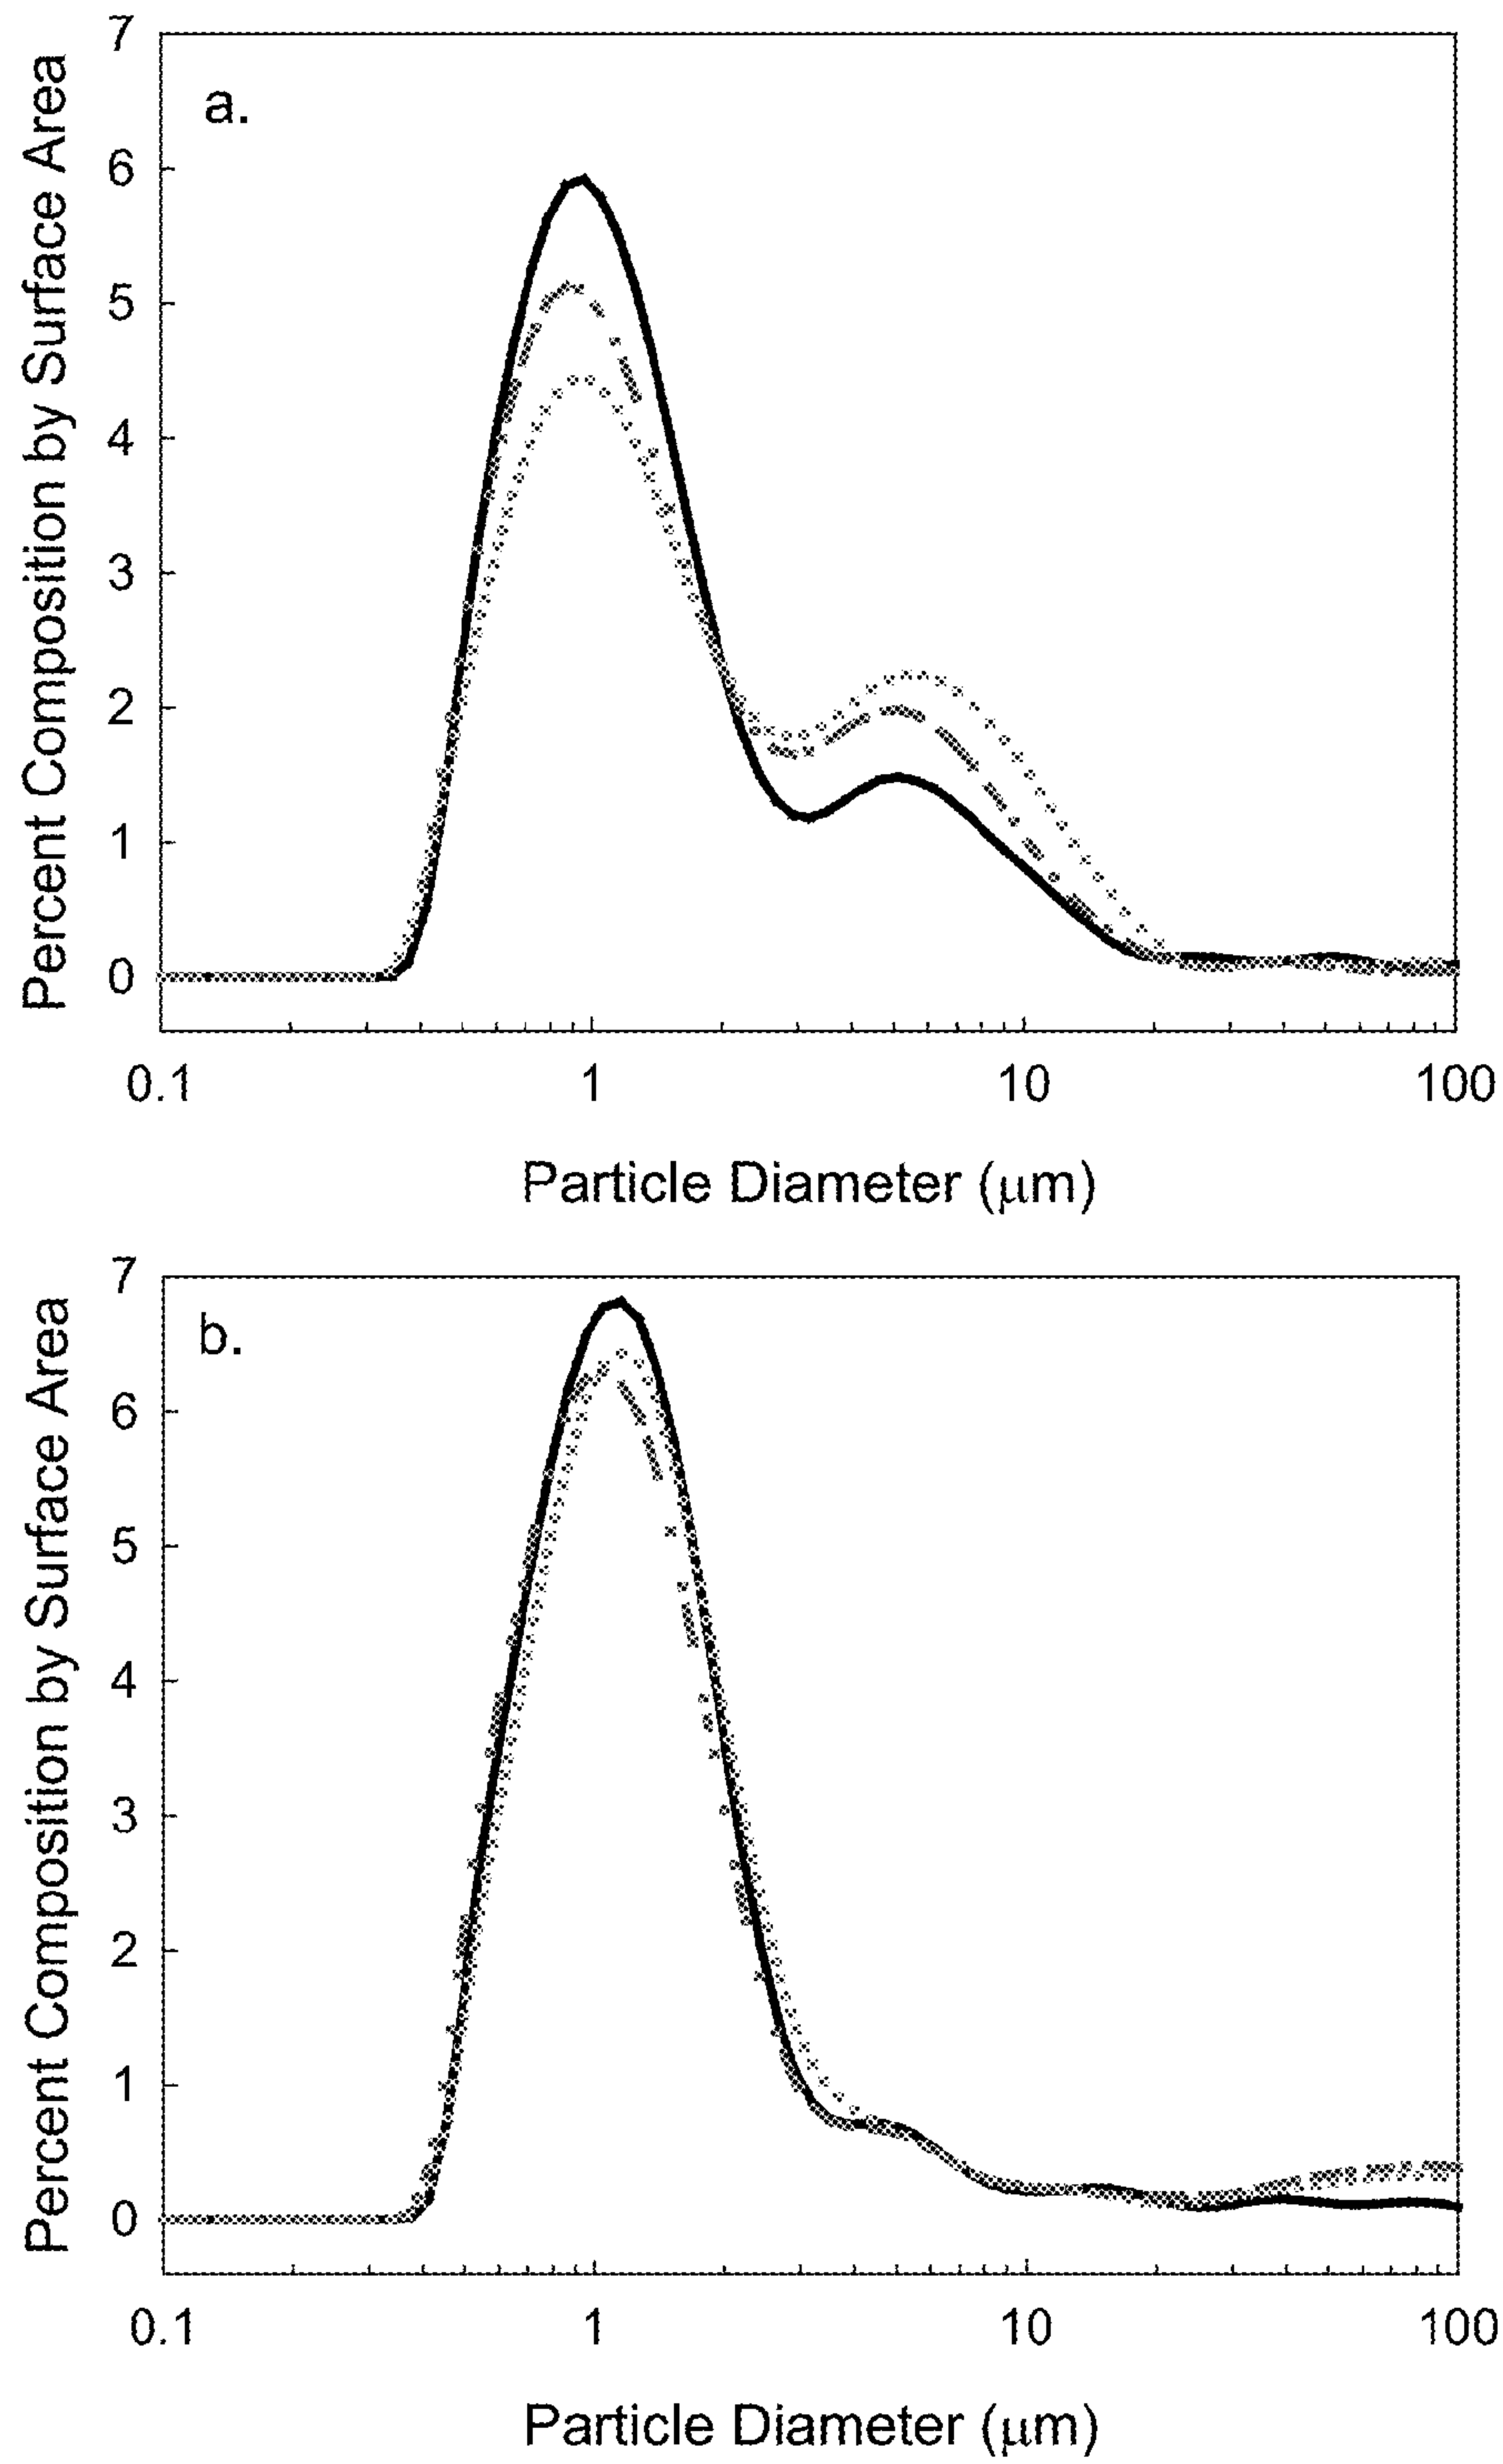 a.
Percent Composition by Surface Area
7
6
5
4
3
2
1
0
0.1 1 10 100
Particle Diameter (μm)
b.
Percent Composition by Surface Area
7
6
5
4
3
2
1
0
0.1 1 10 100
Particle Diameter (μm)